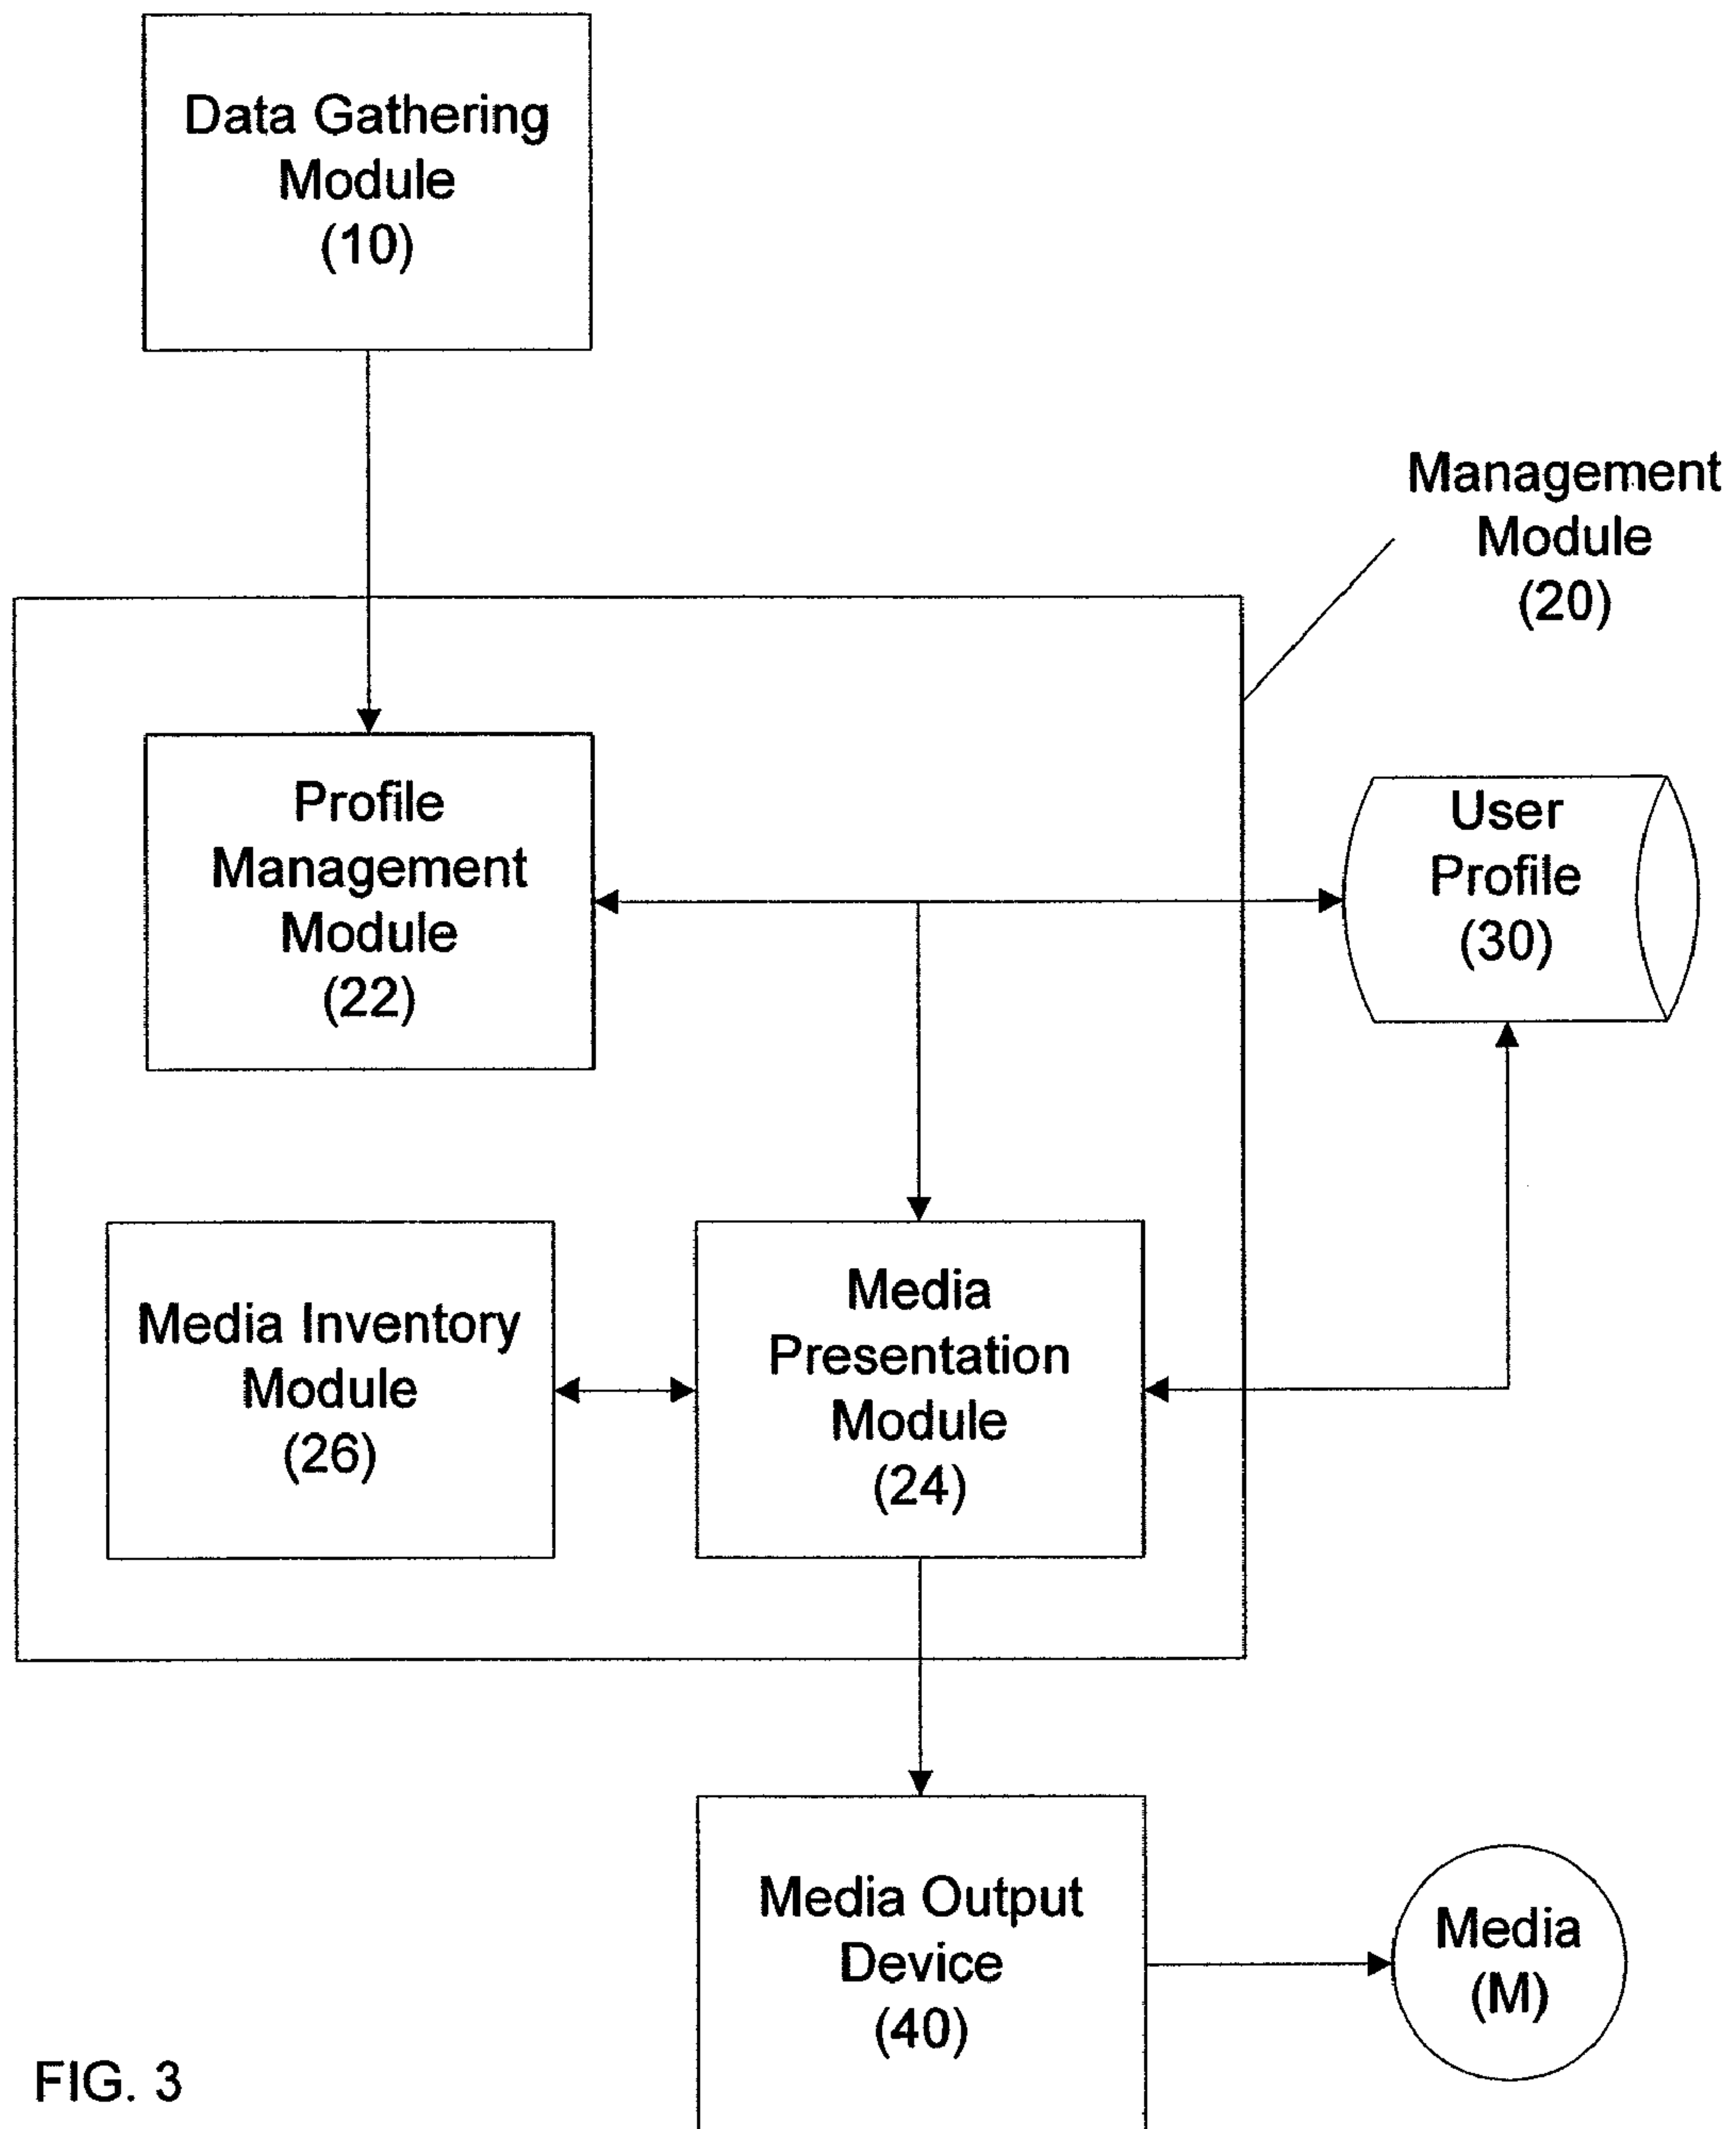 Data Gathering
Module
(10)
Management
Module
(20)
Profile
Management
Module
(22)
User
Profile
(30)
Media Inventory
Module
(26)
Media
Presentation
Module
(24)
Media Output
Device
(40)
Media
(M)
FIG. 3